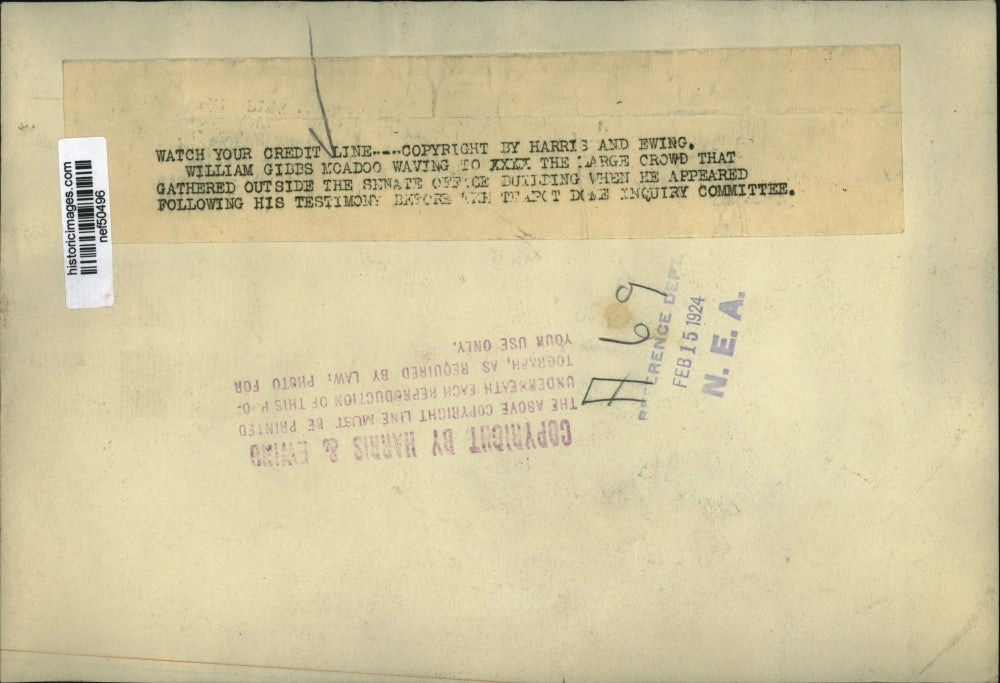 WATCH YOUR CREDIT LINE----COPYRIGHT BY HARRIS AND EWING.
WILLIAM GIBBS MCADOO WAVING TO XXXX THE LARGE CROWD THAT
GATHERED OUTSIDE THE SENATE OFFICE BUILDING WHEN HE APPEARED
FOLLOWING HIS TESTIMONY BEFORE THE TEAPOT DOME INQUIRY COMMITTEE.
historicimages.com
nef50496
A 69
REFERENCE DEPT.
FEB 15 1924
N. E. A.
COPYRIGHT BY HARRIS & EWING
THE ABOVE COPYRIGHT LINE MUST BE PRINTED
UNDERNEATH EACH REPRODUCTION OF THIS PHO-
TOGRAPH, AS REQUIRED BY LAW: PHOTO FOR
YOUR USE ONLY.